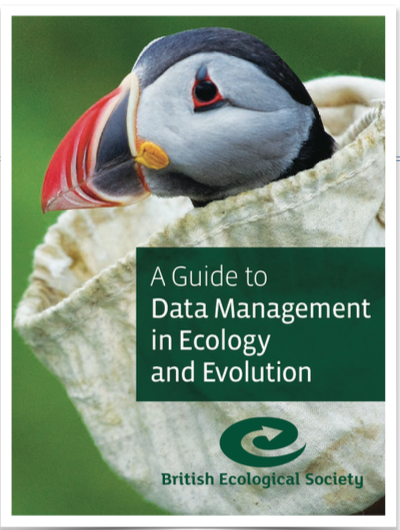 A Guide to
Data Management
in Ecology
and Evolution
British Ecological Society